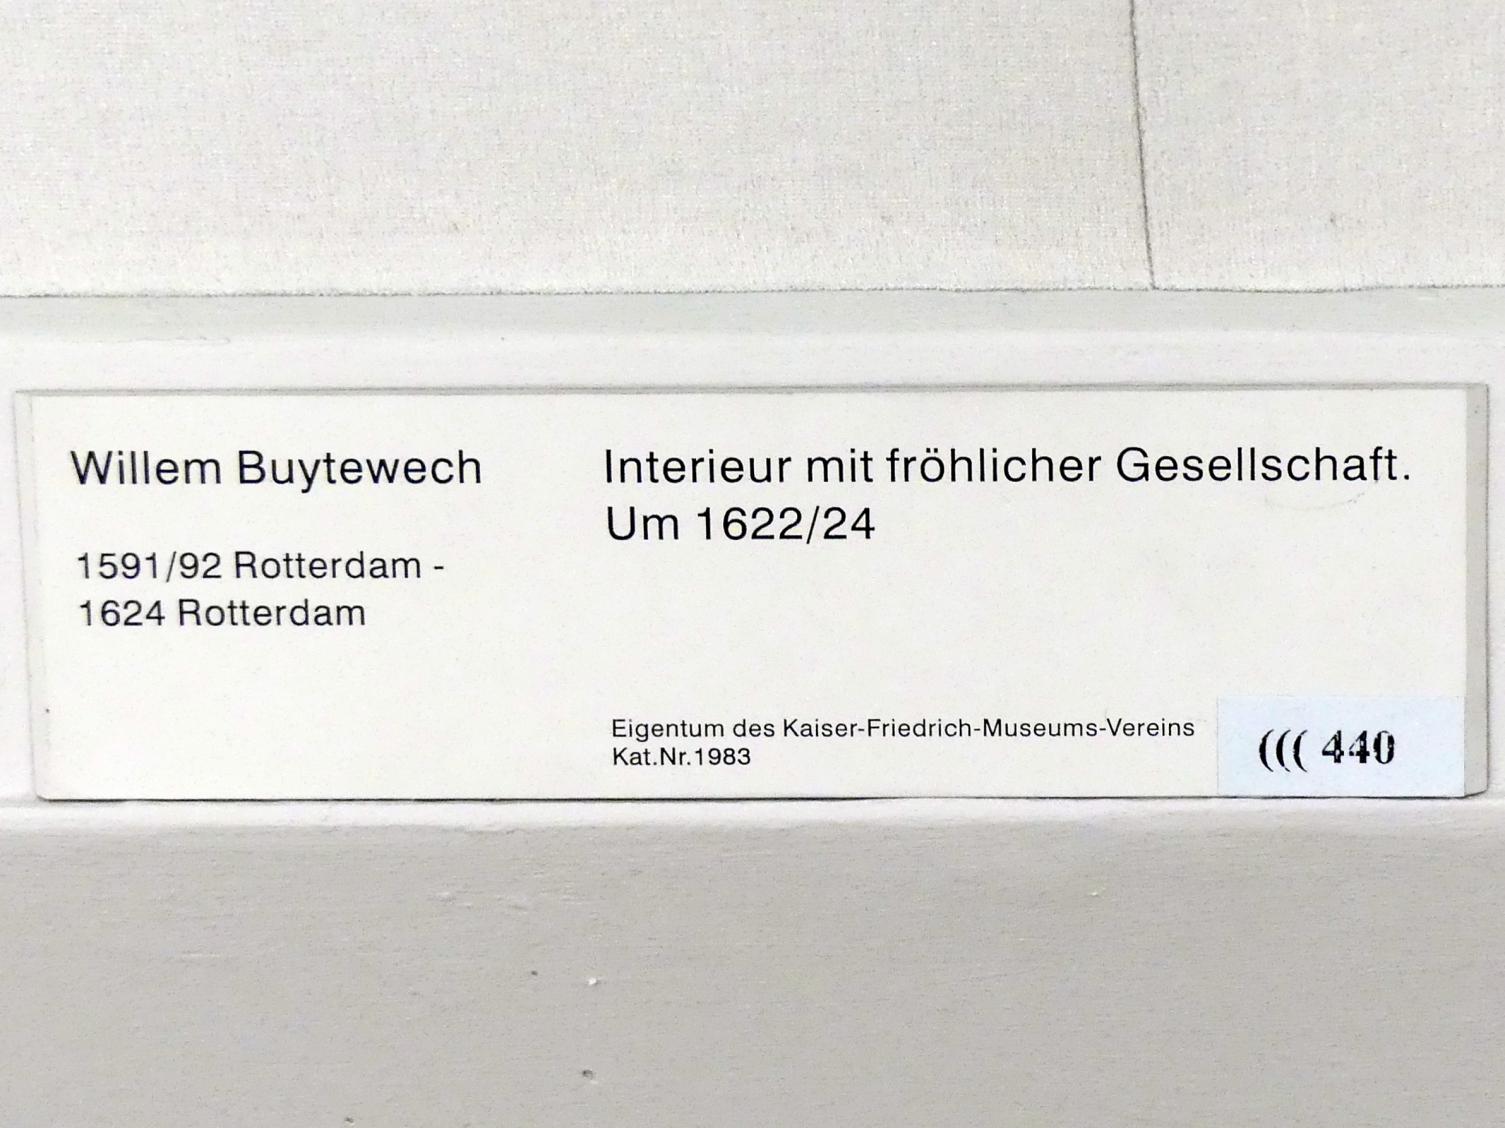 Willem Buytewech
1591/92 Rotterdam -
1624 Rotterdam
Interieur mit fröhlicher Gesellschaft.
Um 1622/24
Eigentum des Kaiser-Friedrich-Museums-Vereins
Kat.Nr.1983
((( 440